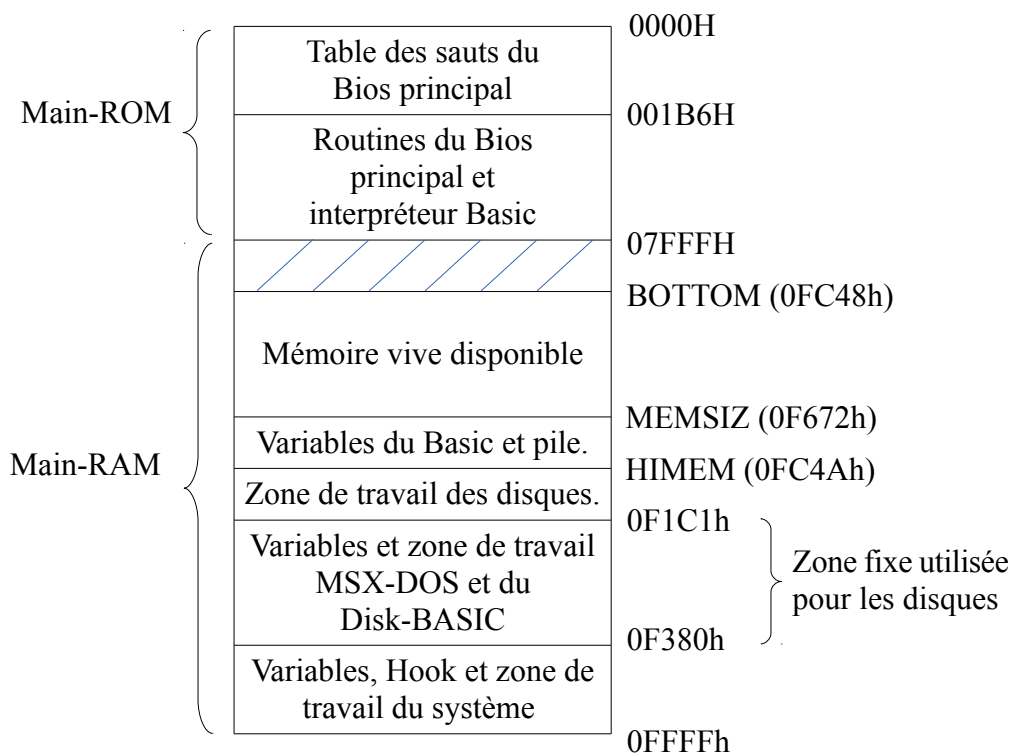 0000H
Table des sauts du
Bios principal
Main-ROM
001B6H
Routines du Bios
principal et
interpréteur Basic
07FFFH
BOTTOM (0FC48h)
Mémoire vive disponible
MEMSIZ (0F672h)
Variables du Basic et pile.
Main-RAM
HIMEM (0FC4Ah)
Zone de travail des disques.
0F1C1h
Variables et zone de travail
MSX-DOS et du
Disk-BASIC
Zone fixe utilisée
pour les disques
0F380h
Variables, Hook et zone de
travail du système
0FFFFh